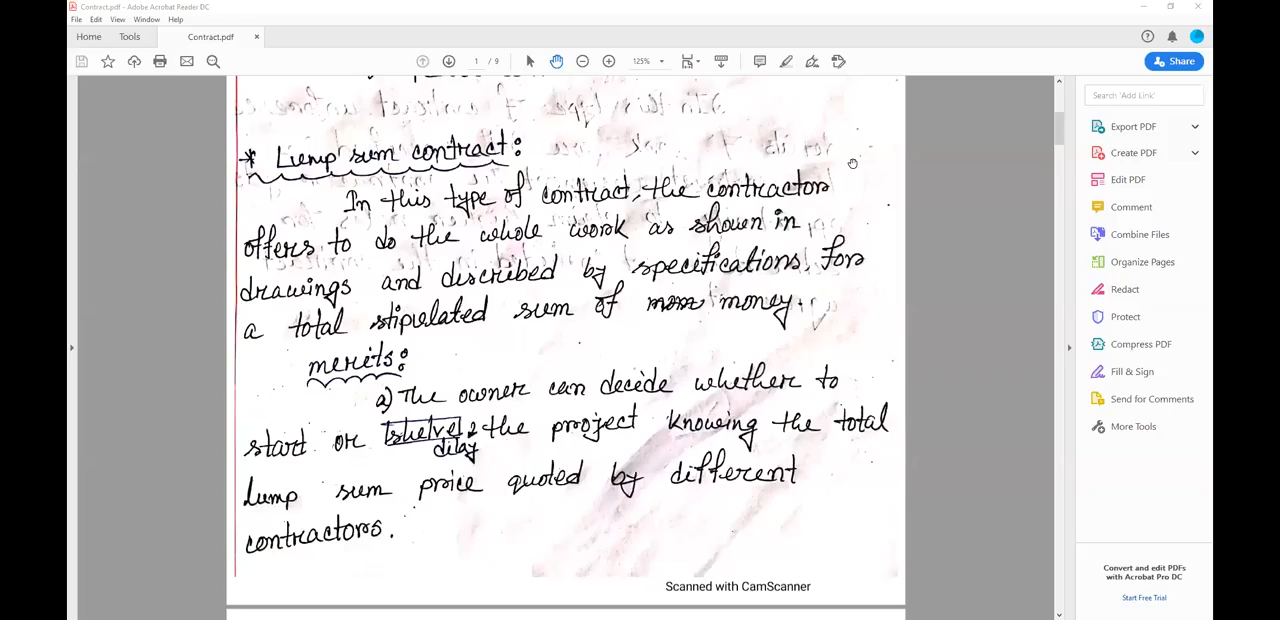 Contract.pdf - Adobe Acrobat Reader DC
File Edit View Window Help
Home Tools Contract.pdf ×
1 / 9 125% Share
Search 'Add Link'
Export PDF
Create PDF
Edit PDF
Comment
Combine Files
Organize Pages
Redact
Protect
Compress PDF
Fill & Sign
Send for Comments
More Tools
Convert and edit PDFs
with Acrobat Pro DC
Start Free Trial
* Lump sum contract:
In this type of contract, the contractor
offers to do the whole work as shown in
drawings and discribed by specifications, for
a total stipulated sum of money.
merits:
a) The owner can decide whether to
start or shelve the project knowing the total
dilay
Lump sum price quoted by different
contractors.
Scanned with CamScanner